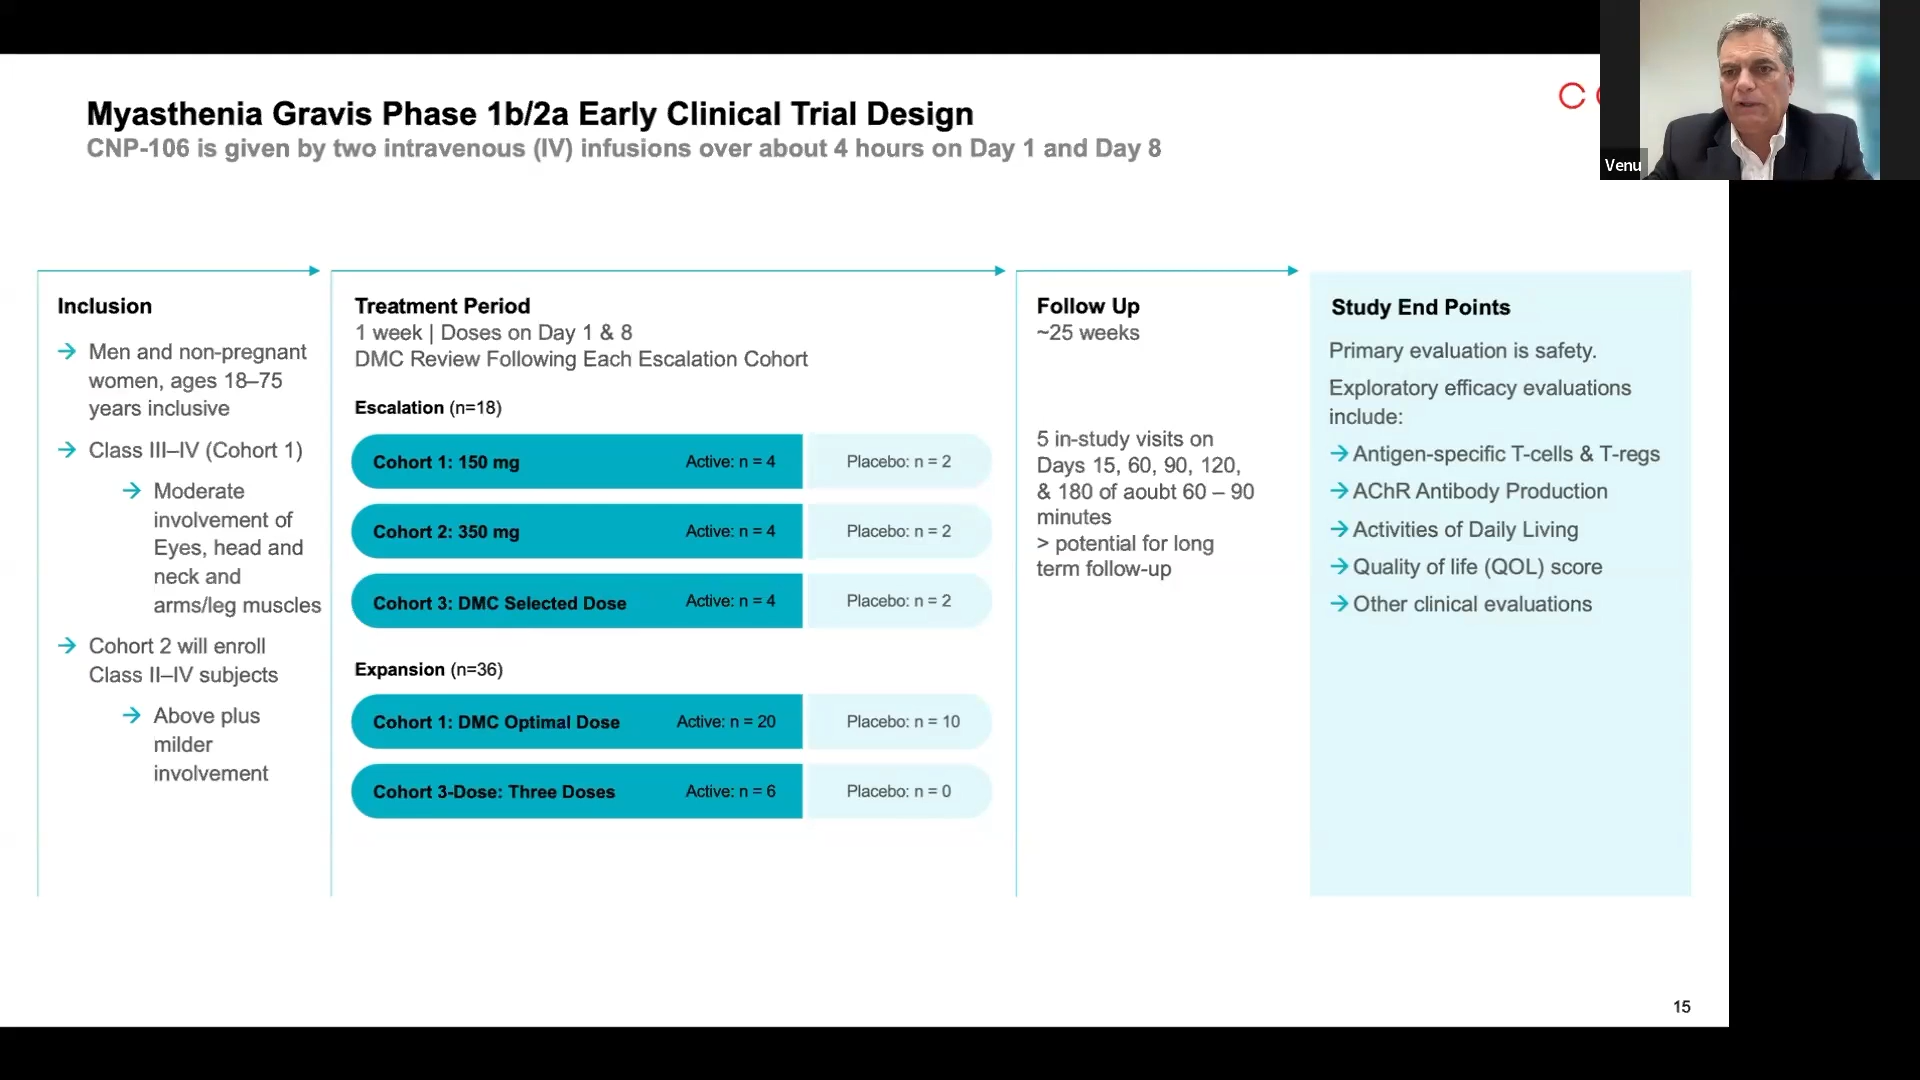 Myasthenia Gravis Phase 1b/2a Early Clinical Trial Design
CNP-106 is given by two intravenous (IV) infusions over about 4 hours on Day 1 and Day 8
Venu
Inclusion
Men and non-pregnant
women, ages 18–75
years inclusive
Class III–IV (Cohort 1)
Moderate
involvement of
Eyes, head and
neck and
arms/leg muscles
Cohort 2 will enroll
Class II–IV subjects
Above plus
milder
involvement
Treatment Period
1 week | Doses on Day 1 & 8
DMC Review Following Each Escalation Cohort
Escalation (n=18)
Cohort 1: 150 mg Active: n = 4 Placebo: n = 2
Cohort 2: 350 mg Active: n = 4 Placebo: n = 2
Cohort 3: DMC Selected Dose Active: n = 4 Placebo: n = 2
Expansion (n=36)
Cohort 1: DMC Optimal Dose Active: n = 20 Placebo: n = 10
Cohort 3-Dose: Three Doses Active: n = 6 Placebo: n = 0
Follow Up
~25 weeks
5 in-study visits on
Days 15, 60, 90, 120,
& 180 of aoubt 60 – 90
minutes
> potential for long
term follow-up
Study End Points
Primary evaluation is safety.
Exploratory efficacy evaluations
include:
Antigen-specific T-cells & T-regs
AChR Antibody Production
Activities of Daily Living
Quality of life (QOL) score
Other clinical evaluations
15